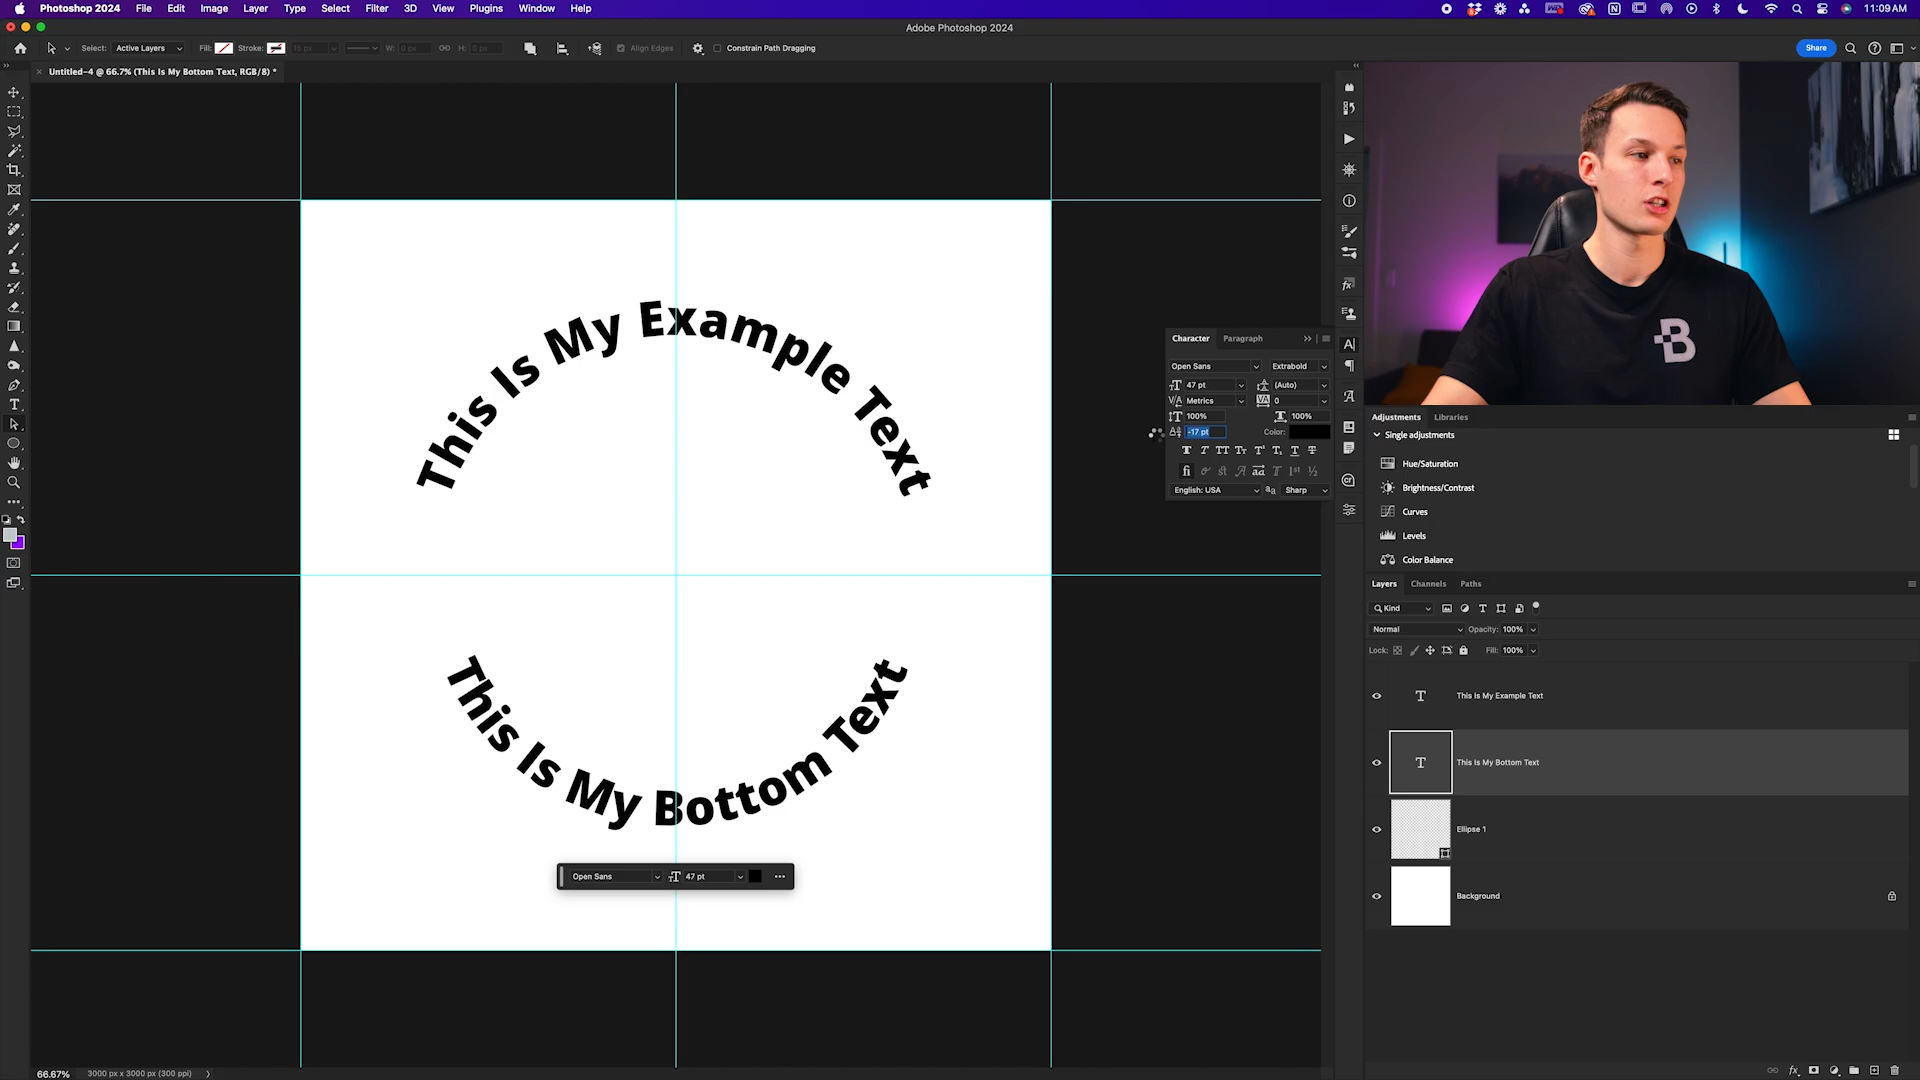 Photoshop 2024 File Edit Image Layer Type Select Filter 3D View Plugins Window Help 11:09 AM
Adobe Photoshop 2024
Select: Active Layers Fill: Stroke: 15 px W: 0 px H: 0 px Align Edges Constrain Path Dragging Share
Untitled-4 @ 66.7% (This Is My Bottom Text, RGB/8) *
This Is My Example Text
This Is My Bottom Text
Open Sans 47 pt
Character Paragraph
Open Sans Extrabold
47 pt (Auto)
Metrics 0
100% 100%
-17 pt Color:
English: USA Sharp
B
Adjustments Libraries
Single adjustments
Hue/Saturation
Brightness/Contrast
Curves
Levels
Color Balance
Layers Channels Paths
Kind
Normal Opacity: 100%
Lock: Fill: 100%
This Is My Example Text
This Is My Bottom Text
Ellipse 1
Background
66.67% 3000 px x 3000 px (300 ppi)